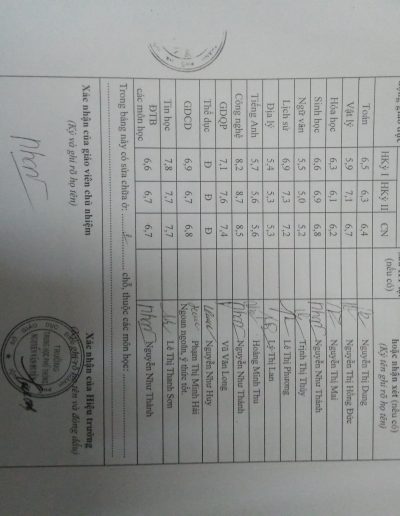 HKỳ I HKỳ II CN
(nếu có)
hoặc nhận xét (nếu có)
(Ký tên ghi rõ họ tên)
Toán 6,5 6,3 6,4 Nguyễn Thị Dung
Vật lý 5,9 7,1 6,7 Nguyễn Thị Hồng Đức
Hóa học 6,3 6,1 6,2 Nguyễn Thị Mai
Sinh học 6,6 6,9 6,8 Nguyễn Như Thành
Ngữ văn 5,5 5,0 5,2 Trịnh Thị Thủy
Lịch sử 6,9 7,3 7,2 Lê Thị Phương
Địa lý 5,4 5,3 5,3 Lê Thị Lan
Tiếng Anh 5,7 5,6 5,6 Hoàng Minh Thu
Công nghệ 8,2 8,7 8,5 Nguyễn Như Thành
GDQP 7,1 7,6 7,4 Vũ Văn Long
Thể dục Đ Đ Đ Nguyễn Như Huy
GDCD 6,9 6,7 6,8 Phạm Thị Minh Hải
Ngoan ngoãn, ý thức tốt.
Tin học 7,8 7,7 7,7 Lê Thị Thanh Sơn
ĐTB
các môn học 6,6 6,7 6,7 Nguyễn Như Thành
Trong bảng này có sửa chữa ở: chỗ, thuộc các môn học:
Xác nhận của giáo viên chủ nhiệm
(Ký và ghi rõ họ tên)
Xác nhận của Hiệu trưởng
(Ký, ghi rõ họ tên và đóng dấu)
TRƯỜNG